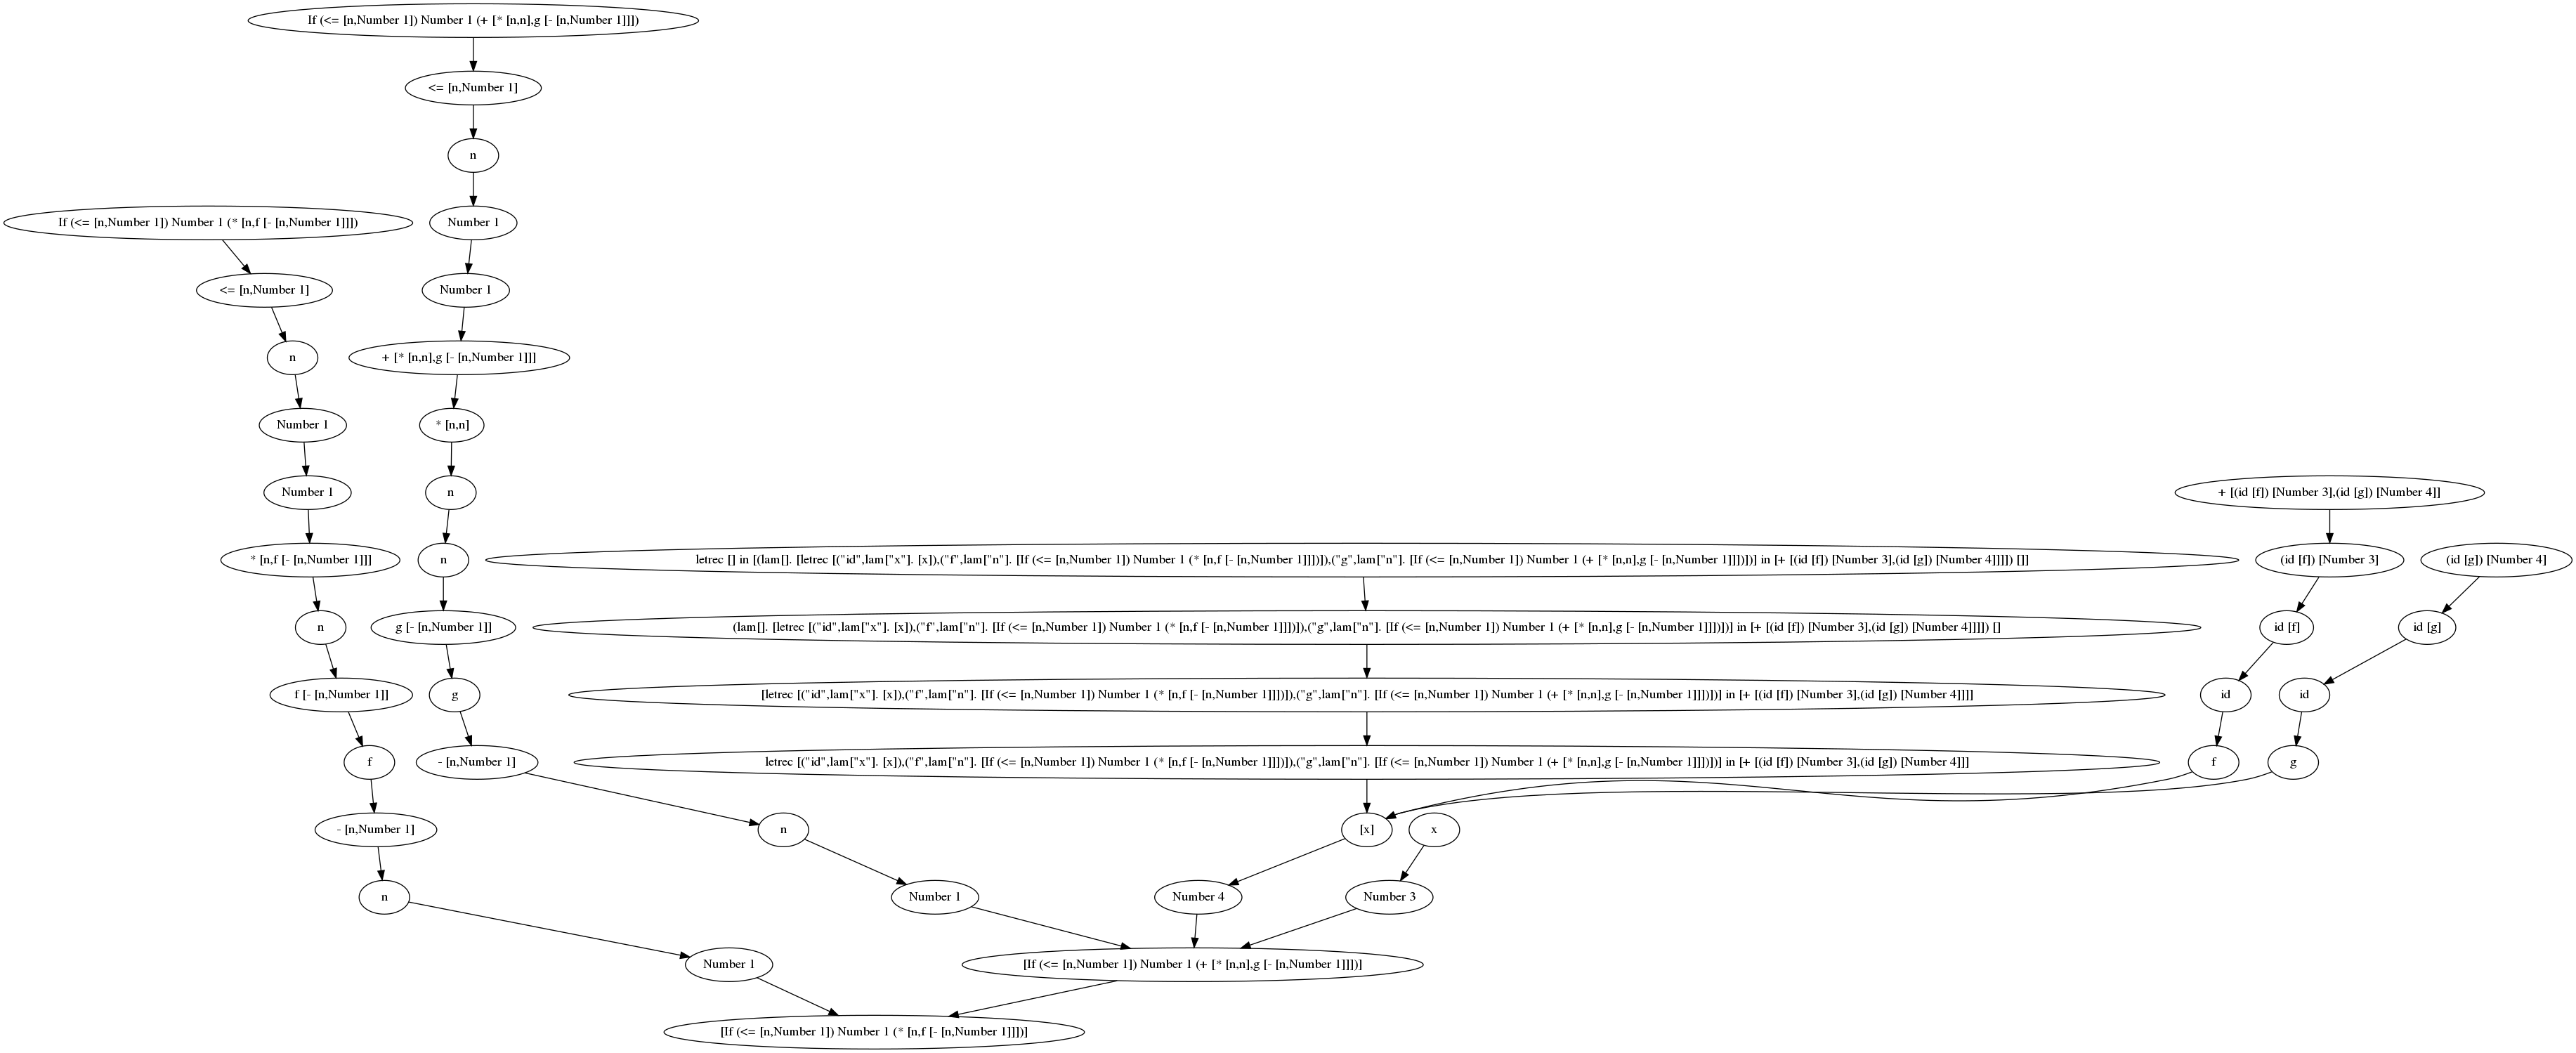 If (<= [n,Number 1]) Number 1 (+ [* [n,n],g [- [n,Number 1]]])
<= [n,Number 1]
n
If (<= [n,Number 1]) Number 1 (* [n,f [- [n,Number 1]]])
Number 1
<= [n,Number 1]
Number 1
n
+ [* [n,n],g [- [n,Number 1]]]
Number 1
* [n,n]
Number 1
n
+ [(id [f]) [Number 3],(id [g]) [Number 4]]
* [n,f [- [n,Number 1]]]
n
letrec [] in [(lam[]. [letrec [("id",lam["x"]. [x]),("f",lam["n"]. [If (<= [n,Number 1]) Number 1 (* [n,f [- [n,Number 1]]])]),("g",lam["n"]. [If (<= [n,Number 1]) Number 1 (+ [* [n,n],g [- [n,Number 1]]])])] in [+ [(id [f]) [Number 3],(id [g]) [Number 4]]]]) []]
(id [f]) [Number 3]
(id [g]) [Number 4]
n
g [- [n,Number 1]]
(lam[]. [letrec [("id",lam["x"]. [x]),("f",lam["n"]. [If (<= [n,Number 1]) Number 1 (* [n,f [- [n,Number 1]]])]),("g",lam["n"]. [If (<= [n,Number 1]) Number 1 (+ [* [n,n],g [- [n,Number 1]]])])] in [+ [(id [f]) [Number 3],(id [g]) [Number 4]]]]) []
id [f]
id [g]
f [- [n,Number 1]]
g
[letrec [("id",lam["x"]. [x]),("f",lam["n"]. [If (<= [n,Number 1]) Number 1 (* [n,f [- [n,Number 1]]])]),("g",lam["n"]. [If (<= [n,Number 1]) Number 1 (+ [* [n,n],g [- [n,Number 1]]])])] in [+ [(id [f]) [Number 3],(id [g]) [Number 4]]]]
id
id
f
- [n,Number 1]
letrec [("id",lam["x"]. [x]),("f",lam["n"]. [If (<= [n,Number 1]) Number 1 (* [n,f [- [n,Number 1]]])]),("g",lam["n"]. [If (<= [n,Number 1]) Number 1 (+ [* [n,n],g [- [n,Number 1]]])])] in [+ [(id [f]) [Number 3],(id [g]) [Number 4]]]
f
g
- [n,Number 1]
n
[x]
x
n
Number 1
Number 4
Number 3
Number 1
[If (<= [n,Number 1]) Number 1 (+ [* [n,n],g [- [n,Number 1]]])]
[If (<= [n,Number 1]) Number 1 (* [n,f [- [n,Number 1]]])]